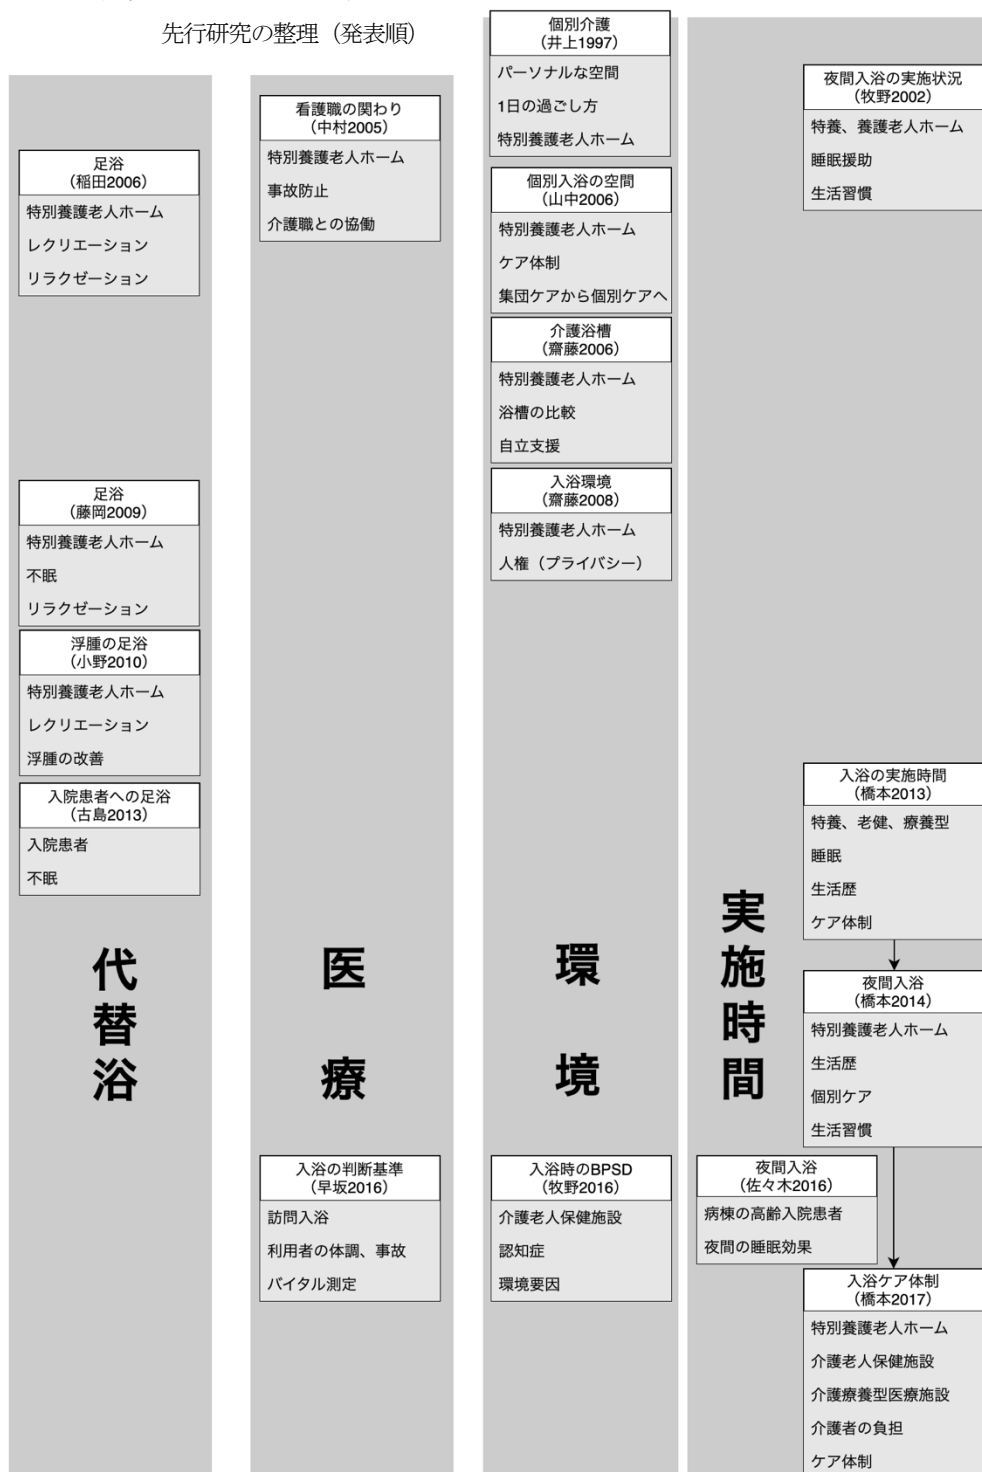 先行研究の整理（発表順）
足浴
（稲田2006）
特別養護老人ホーム
レクリエーション
リラクゼーション
足浴
（藤岡2009）
特別養護老人ホーム
不眠
リラクゼーション
浮腫の足浴
（小野2010）
特別養護老人ホーム
レクリエーション
浮腫の改善
入院患者への足浴
（古島2013）
入院患者
不眠
代替浴
看護職の関わり
（中村2005）
特別養護老人ホーム
事故防止
介護職との協働
医療
入浴の判断基準
（早坂2016）
訪問入浴
利用者の体調、事故
バイタル測定
個別介護
（井上1997）
パーソナルな空間
1日の過ごし方
特別養護老人ホーム
個別入浴の空間
（山中2006）
特別養護老人ホーム
ケア体制
集団ケアから個別ケアへ
介護浴槽
（齋藤2006）
特別養護老人ホーム
浴槽の比較
自立支援
入浴環境
（齋藤2008）
特別養護老人ホーム
人権（プライバシー）
環境
入浴時のBPSD
（牧野2016）
介護老人保健施設
認知症
環境要因
夜間入浴の実施状況
（牧野2002）
特養、養護老人ホーム
睡眠援助
生活習慣
入浴の実施時間
（橋本2013）
特養、老健、療養型
睡眠
生活歴
ケア体制
実施時間
夜間入浴
（橋本2014）
特別養護老人ホーム
生活歴
個別ケア
生活習慣
夜間入浴
（佐々木2016）
病棟の高齢入院患者
夜間の睡眠効果
入浴ケア体制
（橋本2017）
特別養護老人ホーム
介護老人保健施設
介護療養型医療施設
介護者の負担
ケア体制